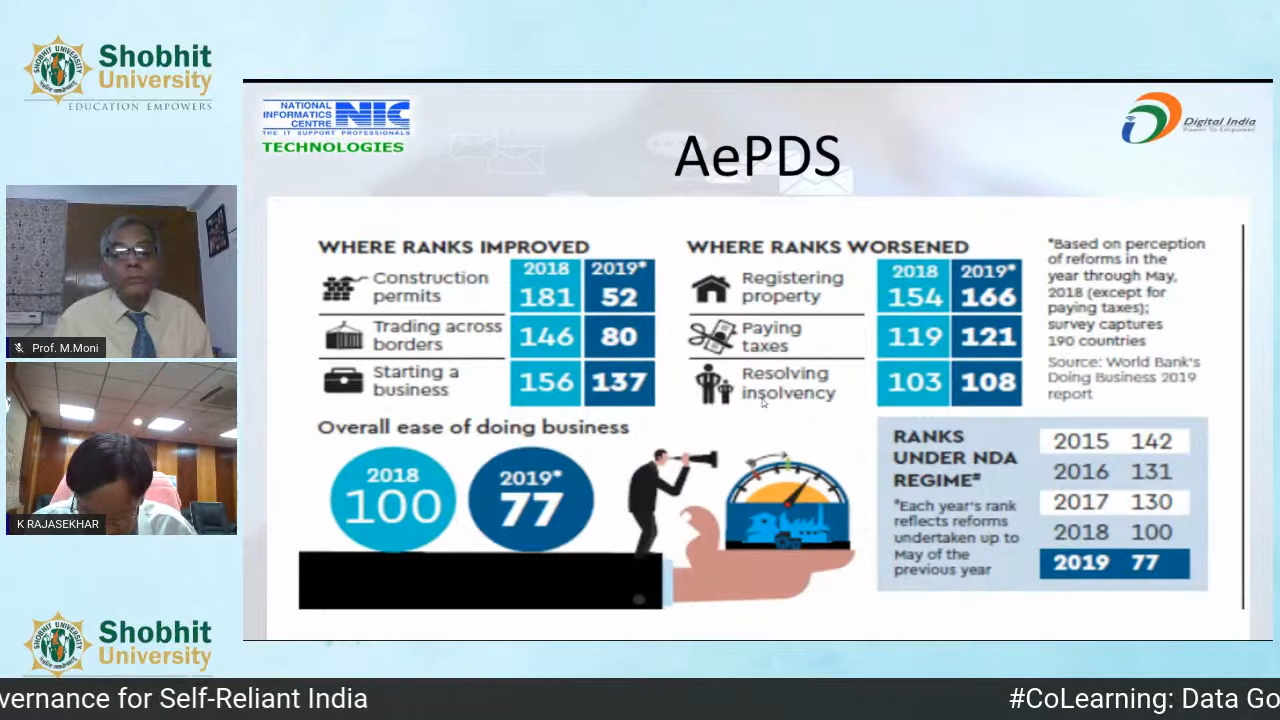 Shobhit
University
EDUCATION EMPOWERS
NATIONAL
INFORMATICS
CENTRE
NIC
THE IT SUPPORT PROFESSIONALS
TECHNOLOGIES
AePDS
Digital India
Power To Empower
Prof. M.Moni
K RAJASEKHAR
WHERE RANKS IMPROVED
2018 2019*
Construction permits 181 52
Trading across borders 146 80
Starting a business 156 137
WHERE RANKS WORSENED
2018 2019*
Registering property 154 166
Paying taxes 119 121
Resolving insolvency 103 108
*Based on perception
of reforms in the
year through May,
2018 (except for
paying taxes);
survey captures
190 countries
Source: World Bank's
Doing Business 2019
report
Overall ease of doing business
2018
100
2019*
77
RANKS
UNDER NDA
REGIME#
#Each year's rank
reflects reforms
undertaken up to
May of the
previous year
2015 142
2016 131
2017 130
2018 100
2019 77
Shobhit
University
vernance for Self-Reliant India
#CoLearning: Data Go